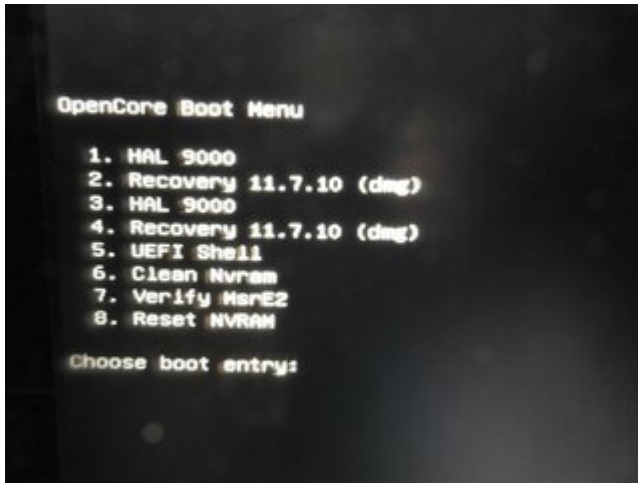 OpenCore Boot Menu
1. HAL 9000
2. Recovery 11.7.10 (dmg)
3. HAL 9000
4. Recovery 11.7.10 (dmg)
5. UEFI Shell
6. Clean Nvram
7. Verify MsrE2
8. Reset NVRAM
Choose boot entry: